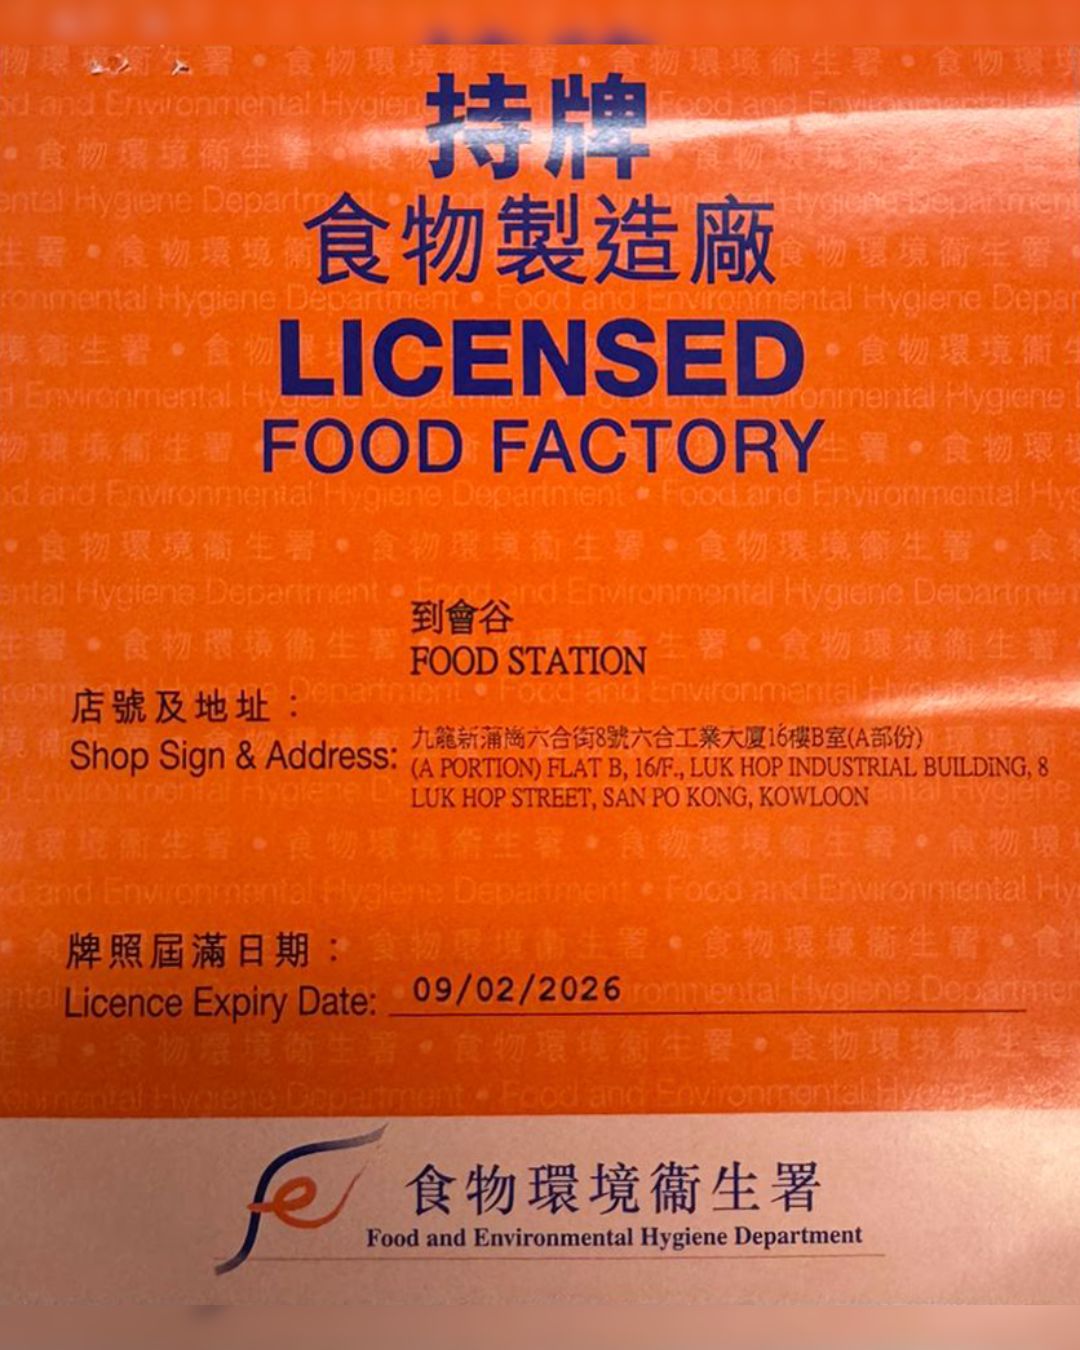 持牌
食物製造廠
LICENSED
FOOD FACTORY
到會谷
FOOD STATION
店號及地址：
Shop Sign & Address:
九龍新蒲崗六合街8號六合工業大廈16樓B室(A部份)
(A PORTION) FLAT B, 16/F., LUK HOP INDUSTRIAL BUILDING, 8
LUK HOP STREET, SAN PO KONG, KOWLOON
牌照屆滿日期：
Licence Expiry Date: 09/02/2026
食物環境衞生署
Food and Environmental Hygiene Department